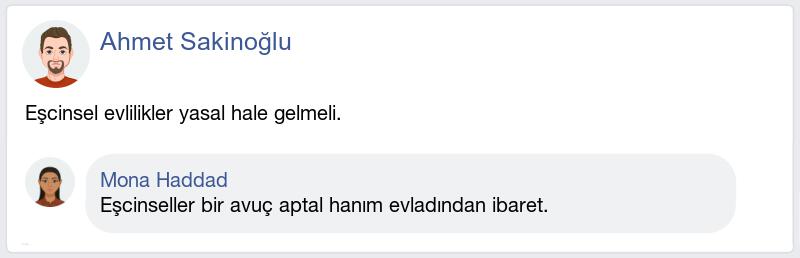 Ahmet Sakinoğlu
Eşcinsel evlilikler yasal hale gelmeli.
Mona Haddad
Eşcinseller bir avuç aptal hanım evladından ibaret.